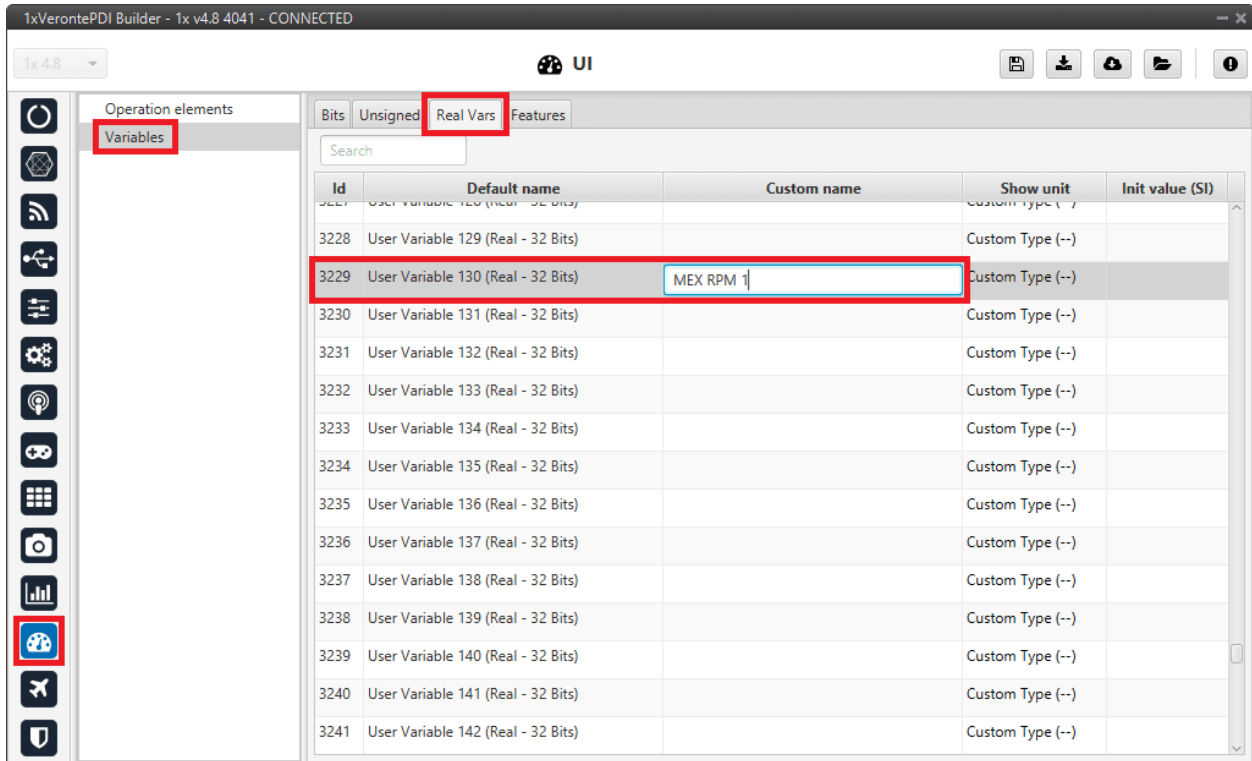 1xVerontePDI Builder - 1x v4.8 4041 - CONNECTED
1x 4.8
UI
Operation elements
Variables
Bits Unsigned Real Vars Features
Search
Id Default name Custom name Show unit Init value (SI)
3228 User Variable 129 (Real - 32 Bits) Custom Type (--)
3229 User Variable 130 (Real - 32 Bits) MEX RPM 1 Custom Type (--)
3230 User Variable 131 (Real - 32 Bits) Custom Type (--)
3231 User Variable 132 (Real - 32 Bits) Custom Type (--)
3232 User Variable 133 (Real - 32 Bits) Custom Type (--)
3233 User Variable 134 (Real - 32 Bits) Custom Type (--)
3234 User Variable 135 (Real - 32 Bits) Custom Type (--)
3235 User Variable 136 (Real - 32 Bits) Custom Type (--)
3236 User Variable 137 (Real - 32 Bits) Custom Type (--)
3237 User Variable 138 (Real - 32 Bits) Custom Type (--)
3238 User Variable 139 (Real - 32 Bits) Custom Type (--)
3239 User Variable 140 (Real - 32 Bits) Custom Type (--)
3240 User Variable 141 (Real - 32 Bits) Custom Type (--)
3241 User Variable 142 (Real - 32 Bits) Custom Type (--)